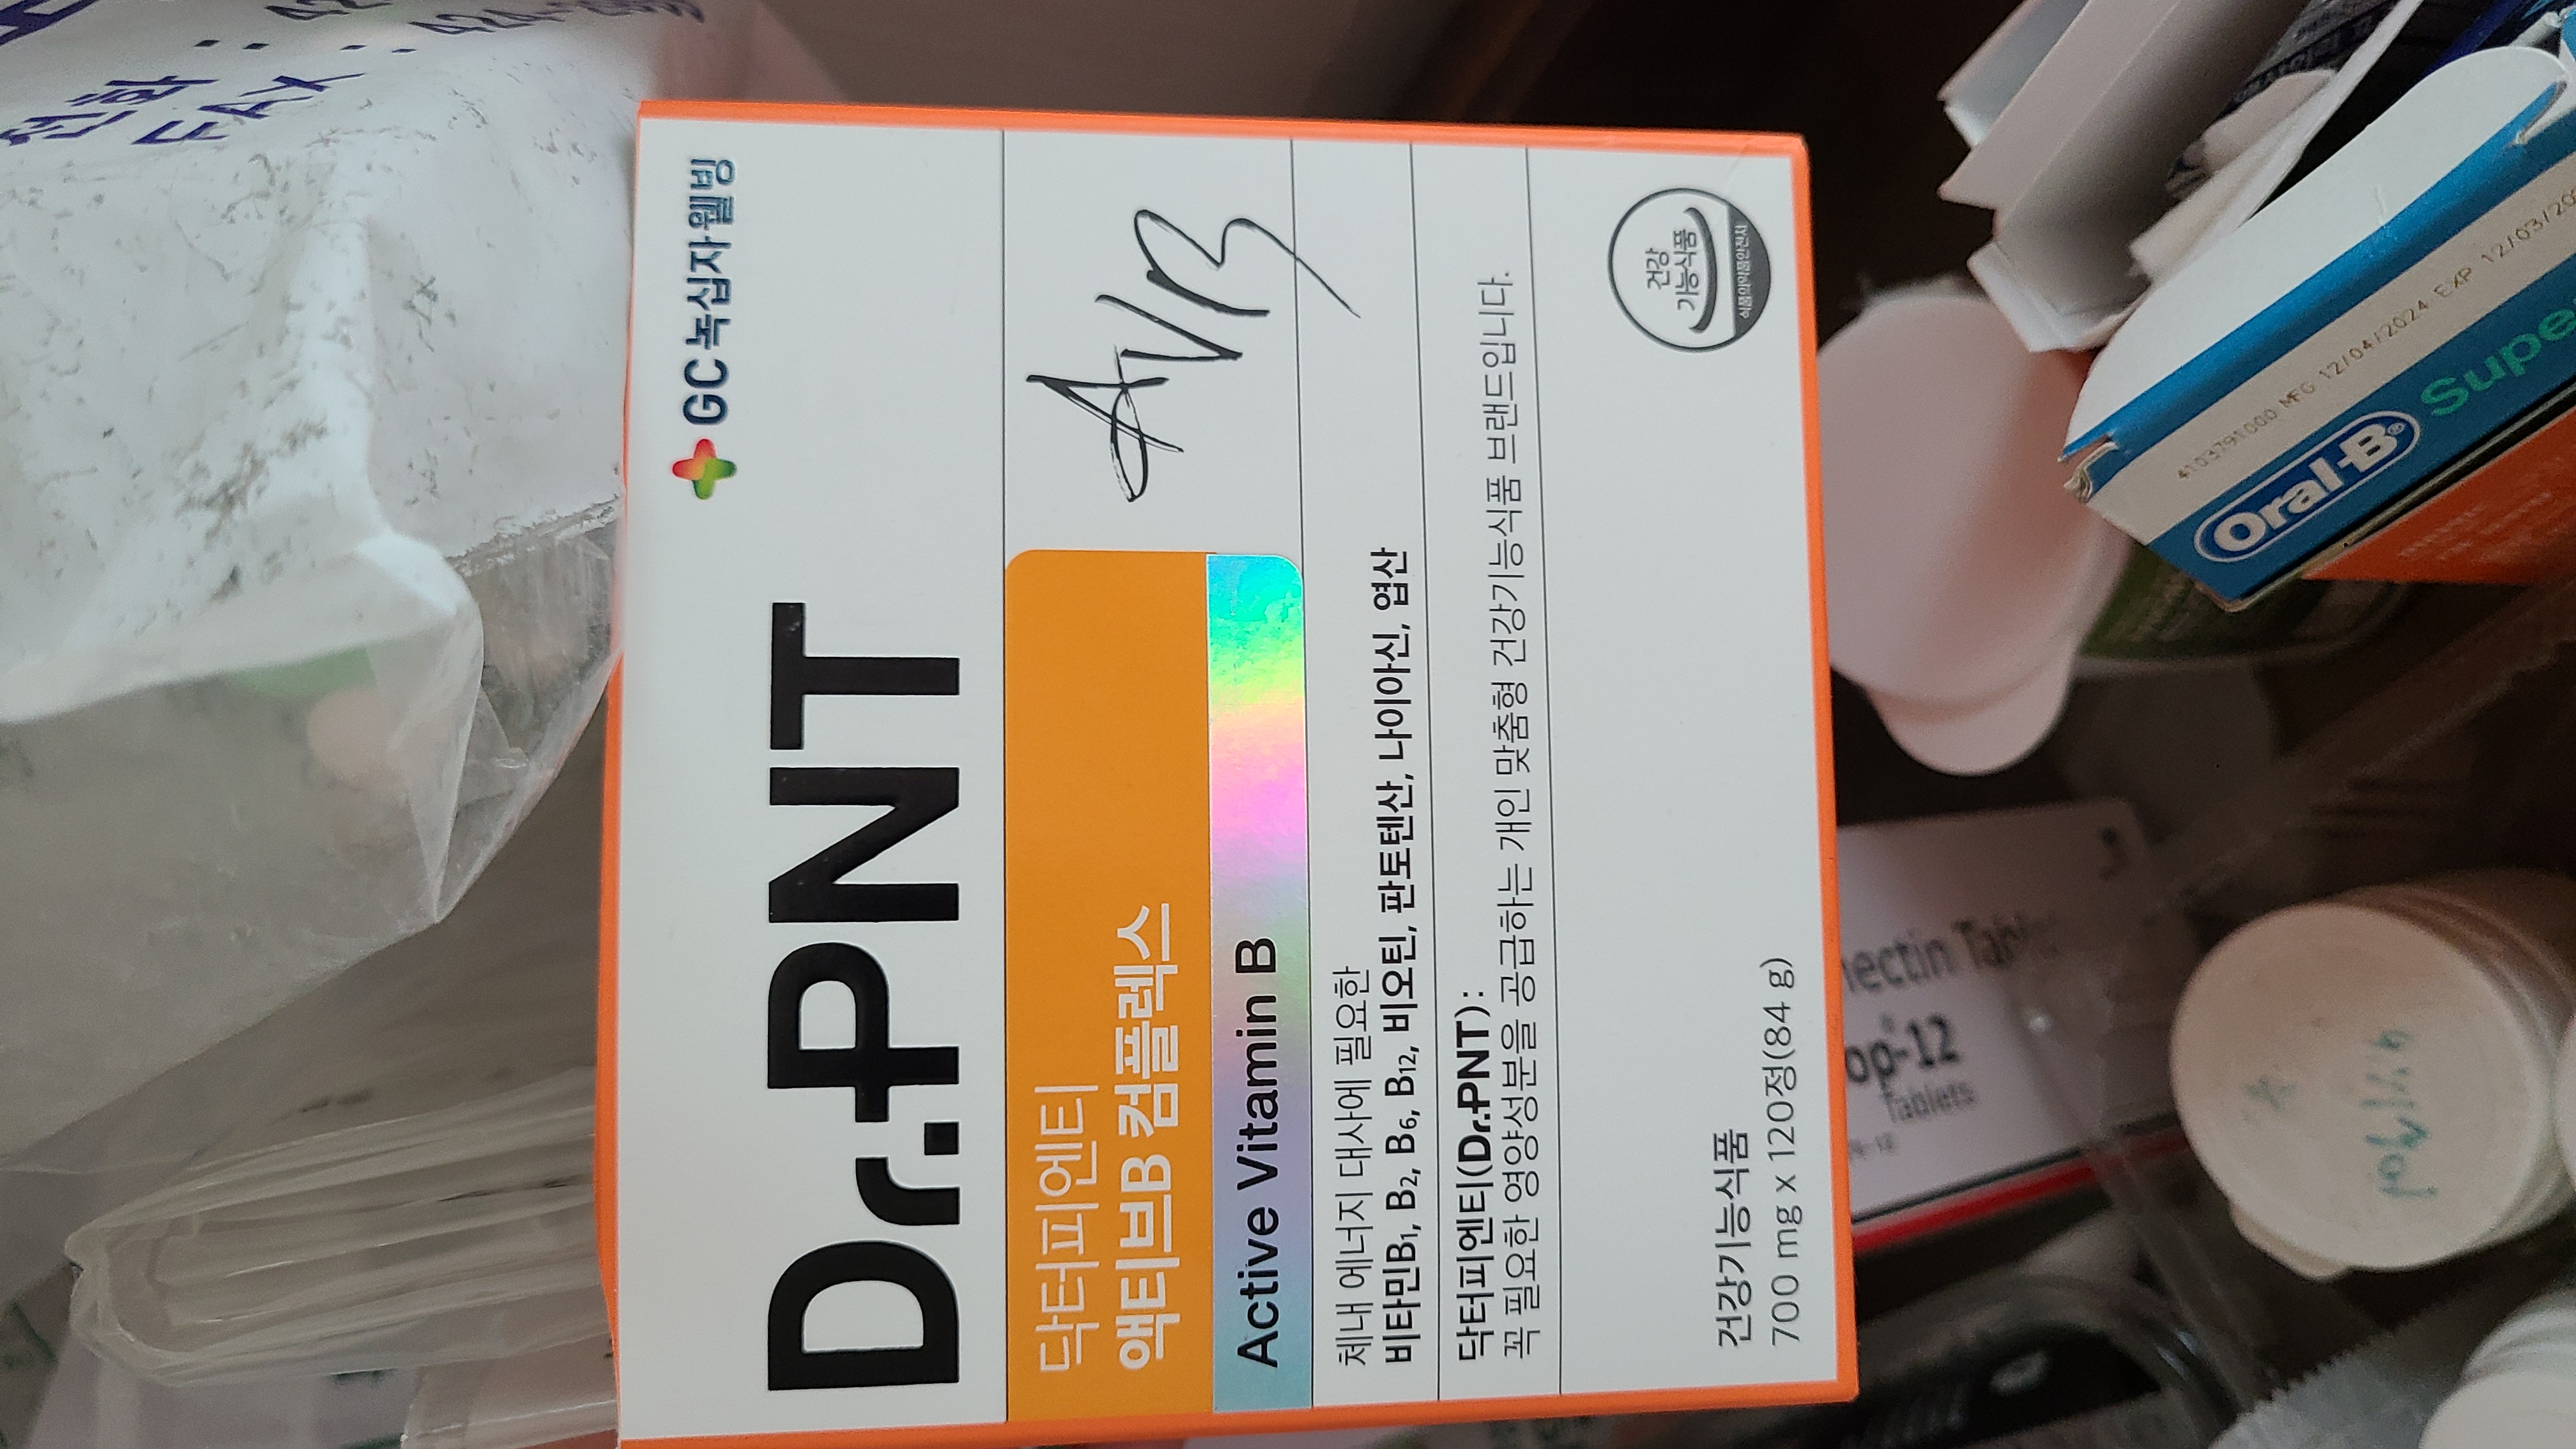 GC녹십자웰빙
Dr.PNT
닥터피엔티
액티브B 컴플렉스
AVB
Active Vitamin B
체내 에너지 대사에 필요한
비타민B₁, B₂, B₆, B₁₂, 비오틴, 판토텐산, 나이아신, 엽산
닥터피엔티(Dr.PNT):
꼭 필요한 영양성분을 공급하는 개인 맞춤형 건강기능식품 브랜드입니다.
건강
기능식품
식품의약품안전처
건강기능식품
700 mg x 120정(84 g)
전화 :
FAX :
MFG 12/04/2024 EXP
Oral-B
Tablets